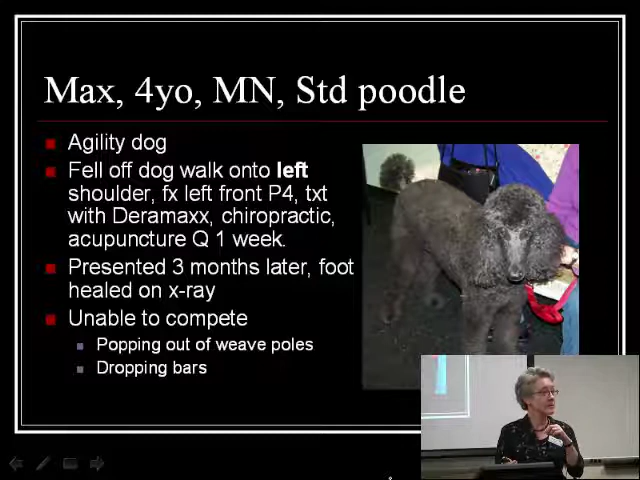 Max, 4yo, MN, Std poodle
Agility dog
Fell off dog walk onto left
shoulder, fx left front P4, txt
with Deramaxx, chiropractic,
acupuncture Q 1 week.
Presented 3 months later, foot
healed on x-ray
Unable to compete
Popping out of weave poles
Dropping bars